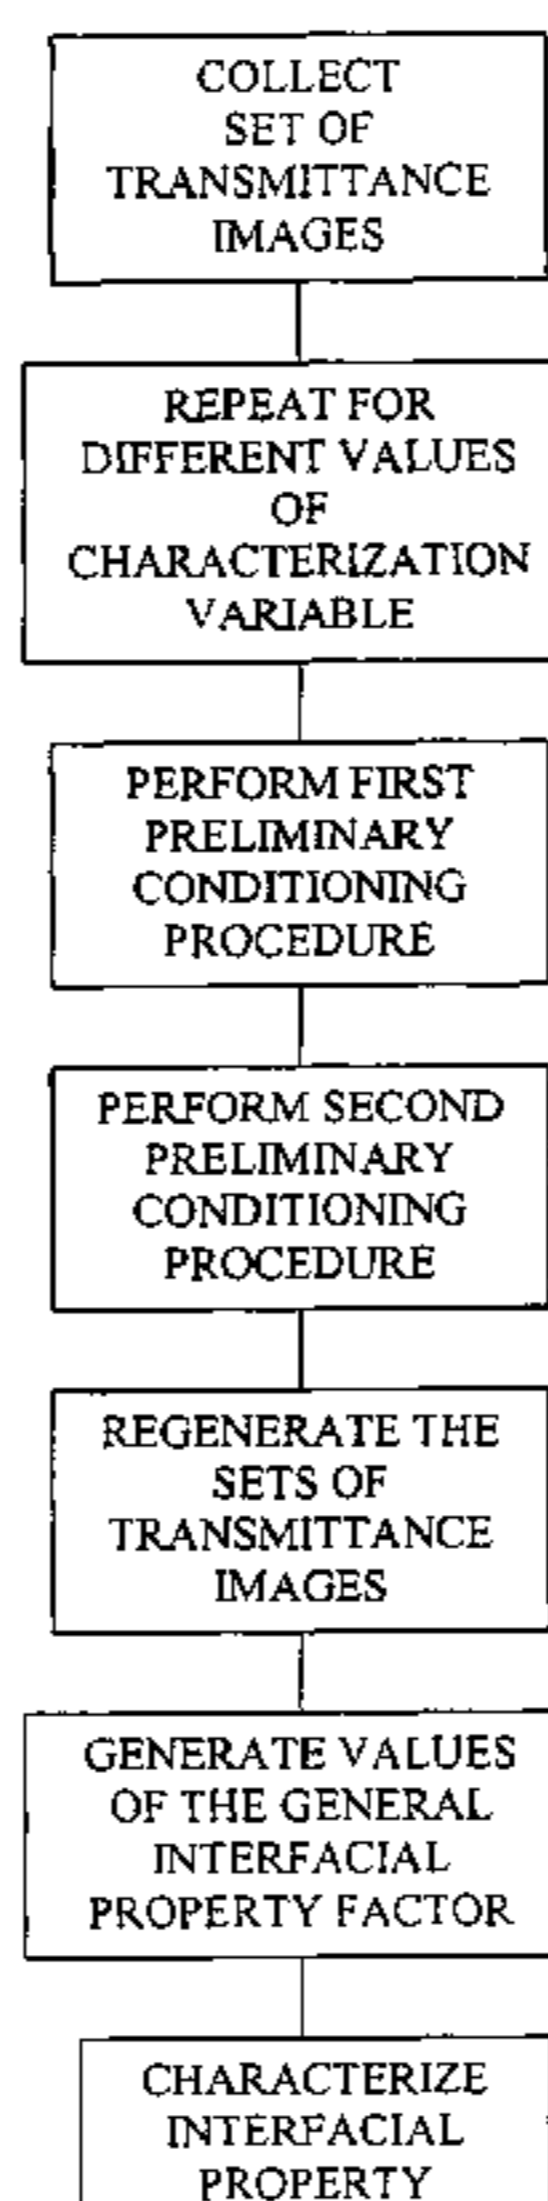 COLLECT
SET OF
TRANSMITTANCE
IMAGES
REPEAT FOR
DIFFERENT VALUES
OF
CHARACTERIZATION
VARIABLE
PERFORM FIRST
PRELIMINARY
CONDITIONING
PROCEDURE
PERFORM SECOND
PRELIMINARY
CONDITIONING
PROCEDURE
REGENERATE THE
SETS OF
TRANSMITTANCE
IMAGES
GENERATE VALUES
OF THE GENERAL
INTERFACIAL
PROPERTY FACTOR
CHARACTERIZE
INTERFACIAL
PROPERTY